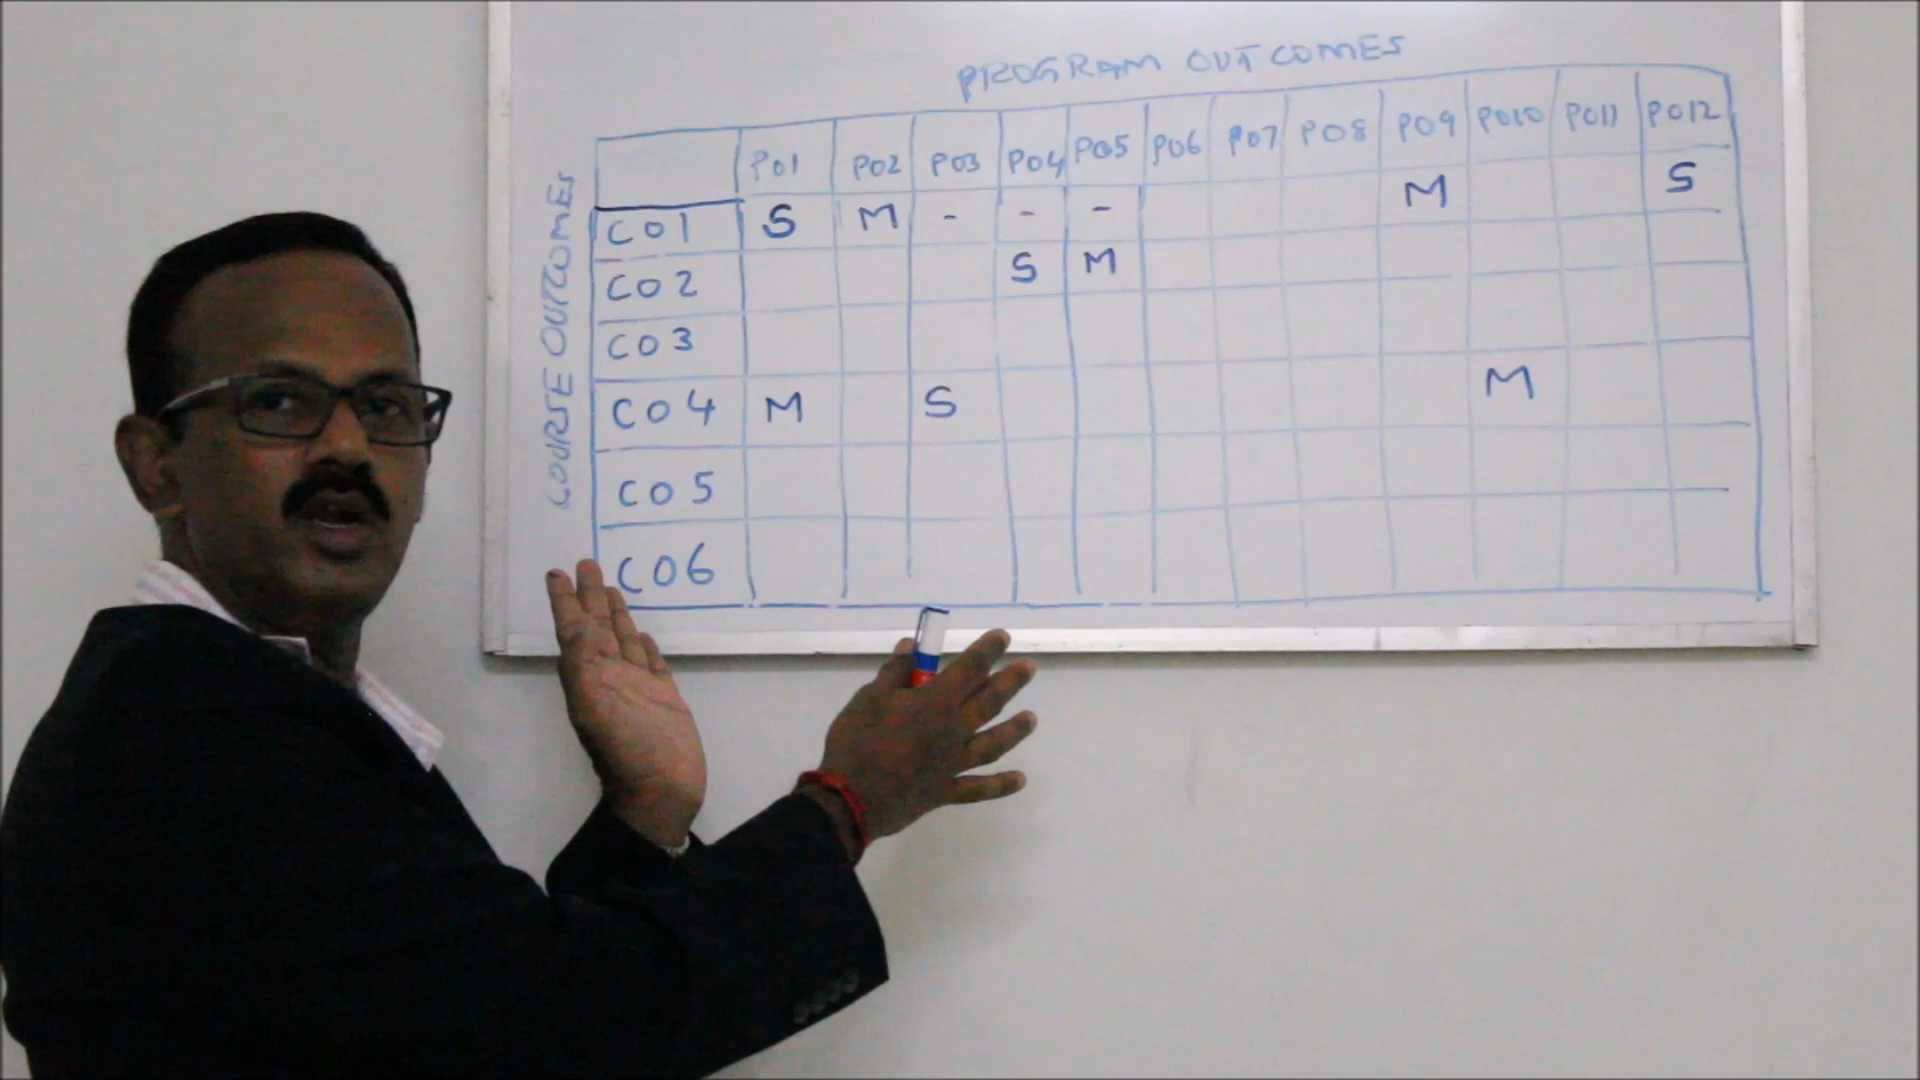 PROGRAM OUTCOMES
COURSE OUTCOMES
PO1 PO2 PO3 PO4 PO5 PO6 PO7 PO8 PO9 PO10 PO11 PO12
CO1 S M - - - M S
CO2 S M
CO3
CO4 M S M
CO5
CO6